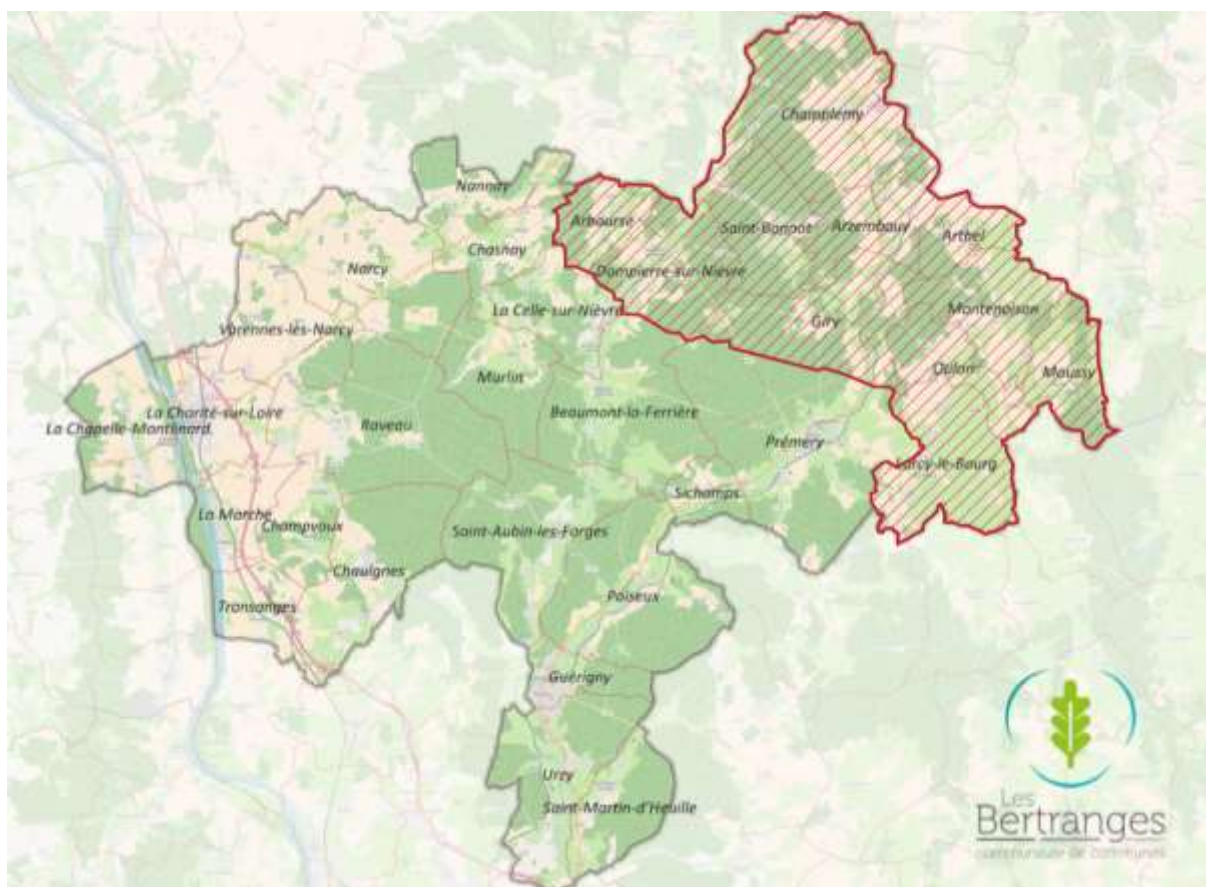 Champlemy
Nannay
Arbourse
Saint-Bonnot
Arzembouy
Arthel
Chasnay
Narcy
Dompierre-sur-Nièvre
La Celle-sur-Nièvre
Montenoison
Giry
Varennes-lès-Narcy
Oulon
Moussy
Murlin
La Charité-sur-Loire
Beaumont-la-Ferrière
La Chapelle-Montlinard
Raveau
Prémery
Lurcy-le-Bourg
Sichamps
La Marche
Champvoux
Saint-Aubin-les-Forges
Chaulgnes
Tronsanges
Poiseux
Guérigny
Urzy
Saint-Martin-d'Heuille
Les
Bertranges
communauté de communes